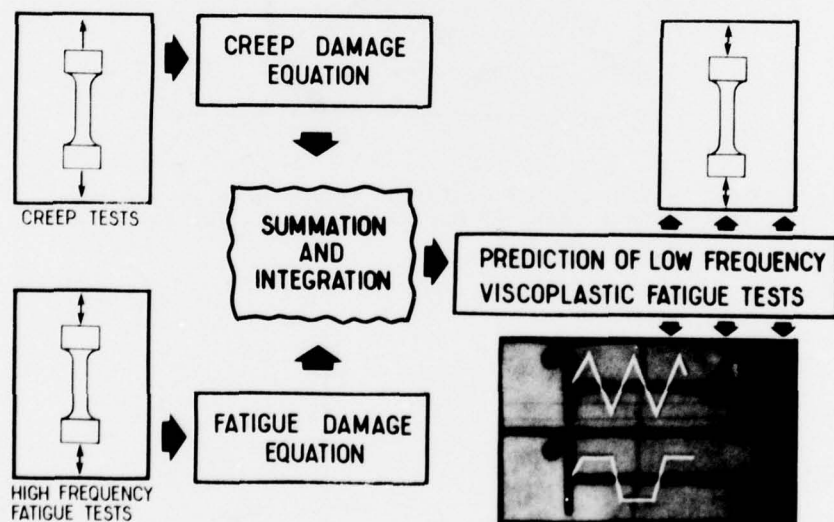 CREEP DAMAGE
EQUATION
CREEP TESTS
SUMMATION
AND
INTEGRATION
PREDICTION OF LOW FREQUENCY
VISCOPLASTIC FATIGUE TESTS
FATIGUE DAMAGE
EQUATION
HIGH FREQUENCY
FATIGUE TESTS